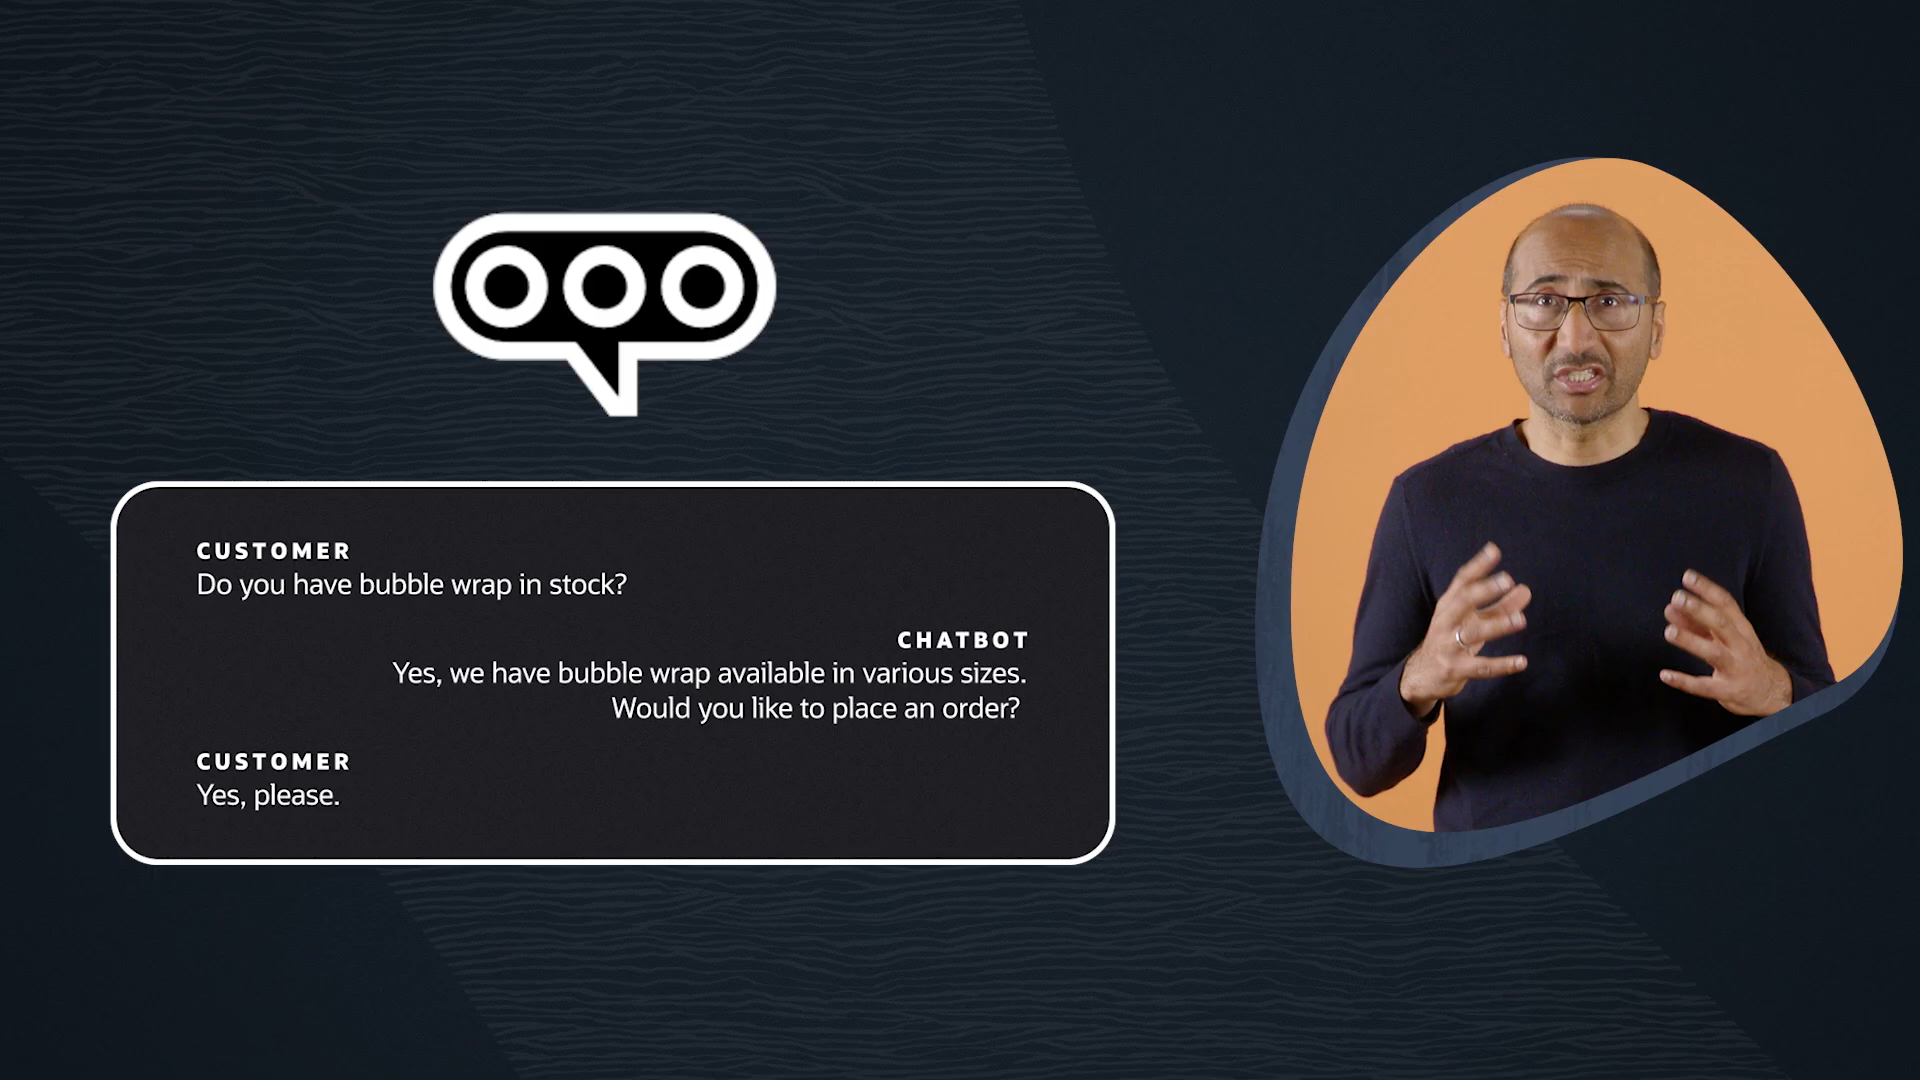 CUSTOMER
Do you have bubble wrap in stock?
CHATBOT
Yes, we have bubble wrap available in various sizes.
Would you like to place an order?
CUSTOMER
Yes, please.